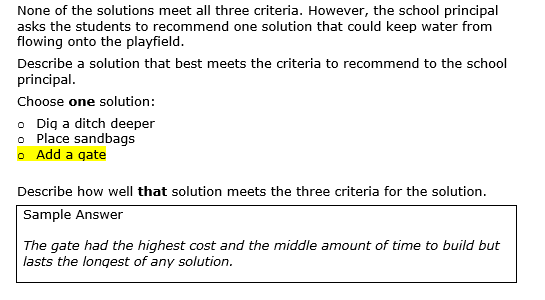 None of the solutions meet all three criteria. However, the school principal
asks the students to recommend one solution that could keep water from
flowing onto the playfield.
Describe a solution that best meets the criteria to recommend to the school
principal.
Choose one solution:
o Dig a ditch deeper
o Place sandbags
o Add a gate
Describe how well that solution meets the three criteria for the solution.
Sample Answer
The gate had the highest cost and the middle amount of time to build but
lasts the longest of any solution.